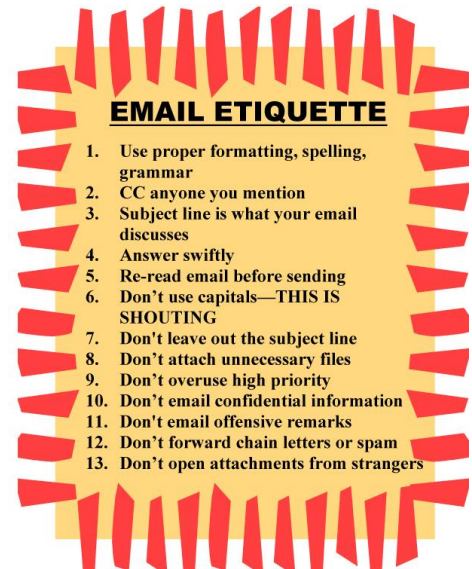 EMAIL ETIQUETTE
1. Use proper formatting, spelling,
grammar
2. CC anyone you mention
3. Subject line is what your email
discusses
4. Answer swiftly
5. Re-read email before sending
6. Don’t use capitals—THIS IS
SHOUTING
7. Don't leave out the subject line
8. Don’t attach unnecessary files
9. Don’t overuse high priority
10. Don’t email confidential information
11. Don't email offensive remarks
12. Don’t forward chain letters or spam
13. Don’t open attachments from strangers